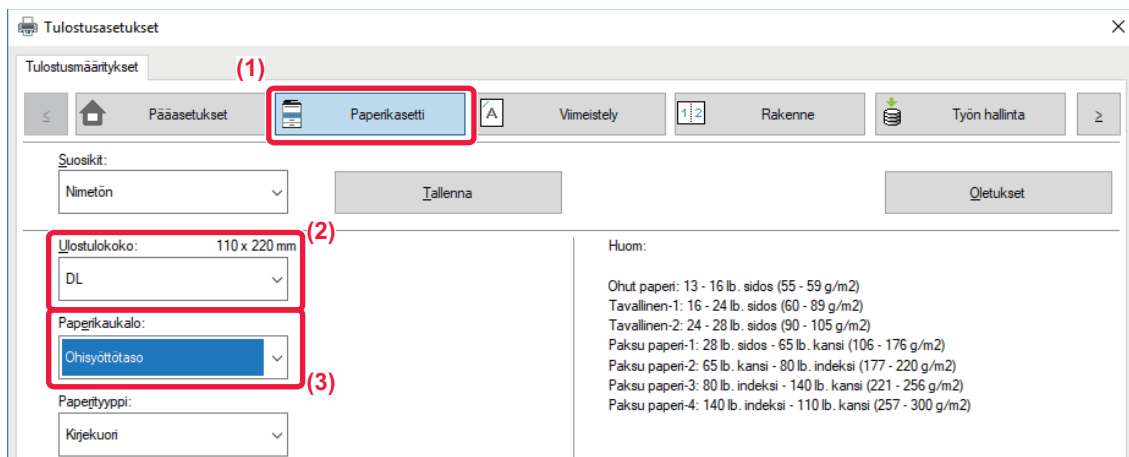 Tulostusasetukset
Tulostusmääritykset
(1)
< Pääasetukset Paperikasetti A Viimeistely 1 2 Rakenne Työn hallinta >
Suosikit:
Nimetön Tallenna Oletukset
(2)
Ulostulokoko: 110 x 220 mm
DL
Paperikaukalo:
Ohisyöttötaso
(3)
Paperityyppi:
Kirjekuori
Huom:
Ohut paperi: 13 - 16 lb. sidos (55 - 59 g/m2)
Tavallinen-1: 16 - 24 lb. sidos (60 - 89 g/m2)
Tavallinen-2: 24 - 28 lb. sidos (90 - 105 g/m2)
Paksu paperi-1: 28 lb. sidos - 65 lb. kansi (106 - 176 g/m2)
Paksu paperi-2: 65 lb. kansi - 80 lb. indeksi (177 - 220 g/m2)
Paksu paperi-3: 80 lb. indeksi - 140 lb. kansi (221 - 256 g/m2)
Paksu paperi-4: 140 lb. indeksi - 110 lb. kansi (257 - 300 g/m2)